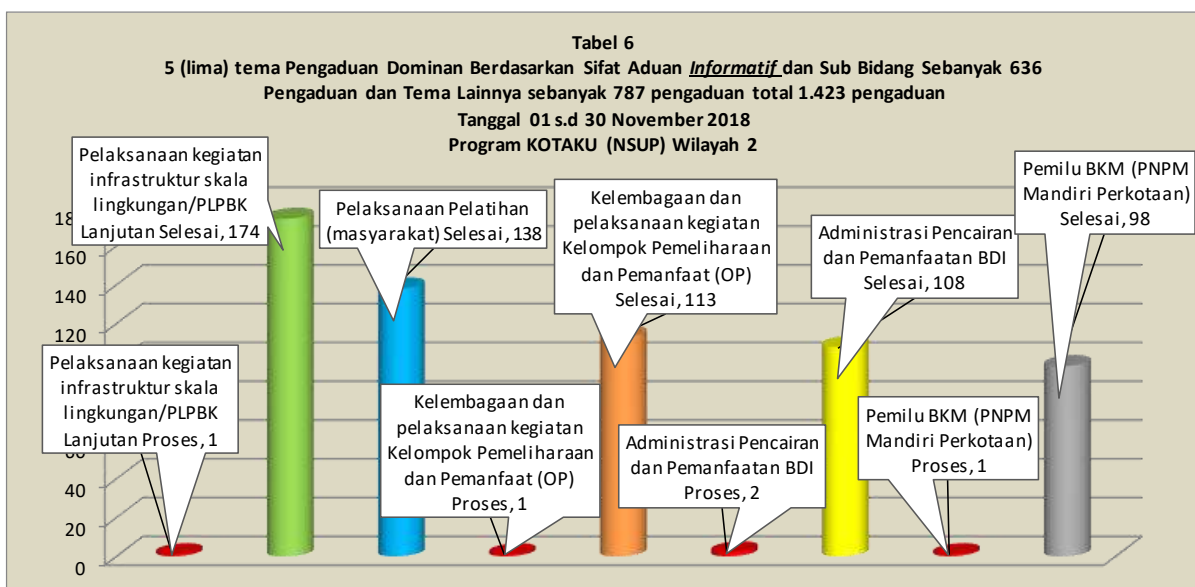 Tabel 6
5 (lima) tema Pengaduan Dominan Berdasarkan Sifat Aduan Informatif dan Sub Bidang Sebanyak 636
Pengaduan dan Tema Lainnya sebanyak 787 pengaduan total 1.423 pengaduan
Tanggal 01 s.d 30 November 2018
Program KOTAKU (NSUP) Wilayah 2
Pelaksanaan kegiatan
infrastruktur skala
lingkungan/PLPBK
Lanjutan Selesai, 174
Pelaksanaan Pelatihan
(masyarakat) Selesai, 138
Kelembagaan dan
pelaksanaan kegiatan
Kelompok Pemeliharaan
dan Pemanfaat (OP)
Selesai, 113
Administrasi Pencairan
dan Pemanfaatan BDI
Selesai, 108
Pemilu BKM (PNPM
Mandiri Perkotaan)
Selesai, 98
Pelaksanaan kegiatan
infrastruktur skala
lingkungan/PLPBK
Lanjutan Proses, 1
Kelembagaan dan
pelaksanaan kegiatan
Kelompok Pemeliharaan
dan Pemanfaat (OP)
Proses, 1
Administrasi Pencairan
dan Pemanfaatan BDI
Proses, 2
Pemilu BKM (PNPM
Mandiri Perkotaan)
Proses, 1
160
140
120
40
20
0